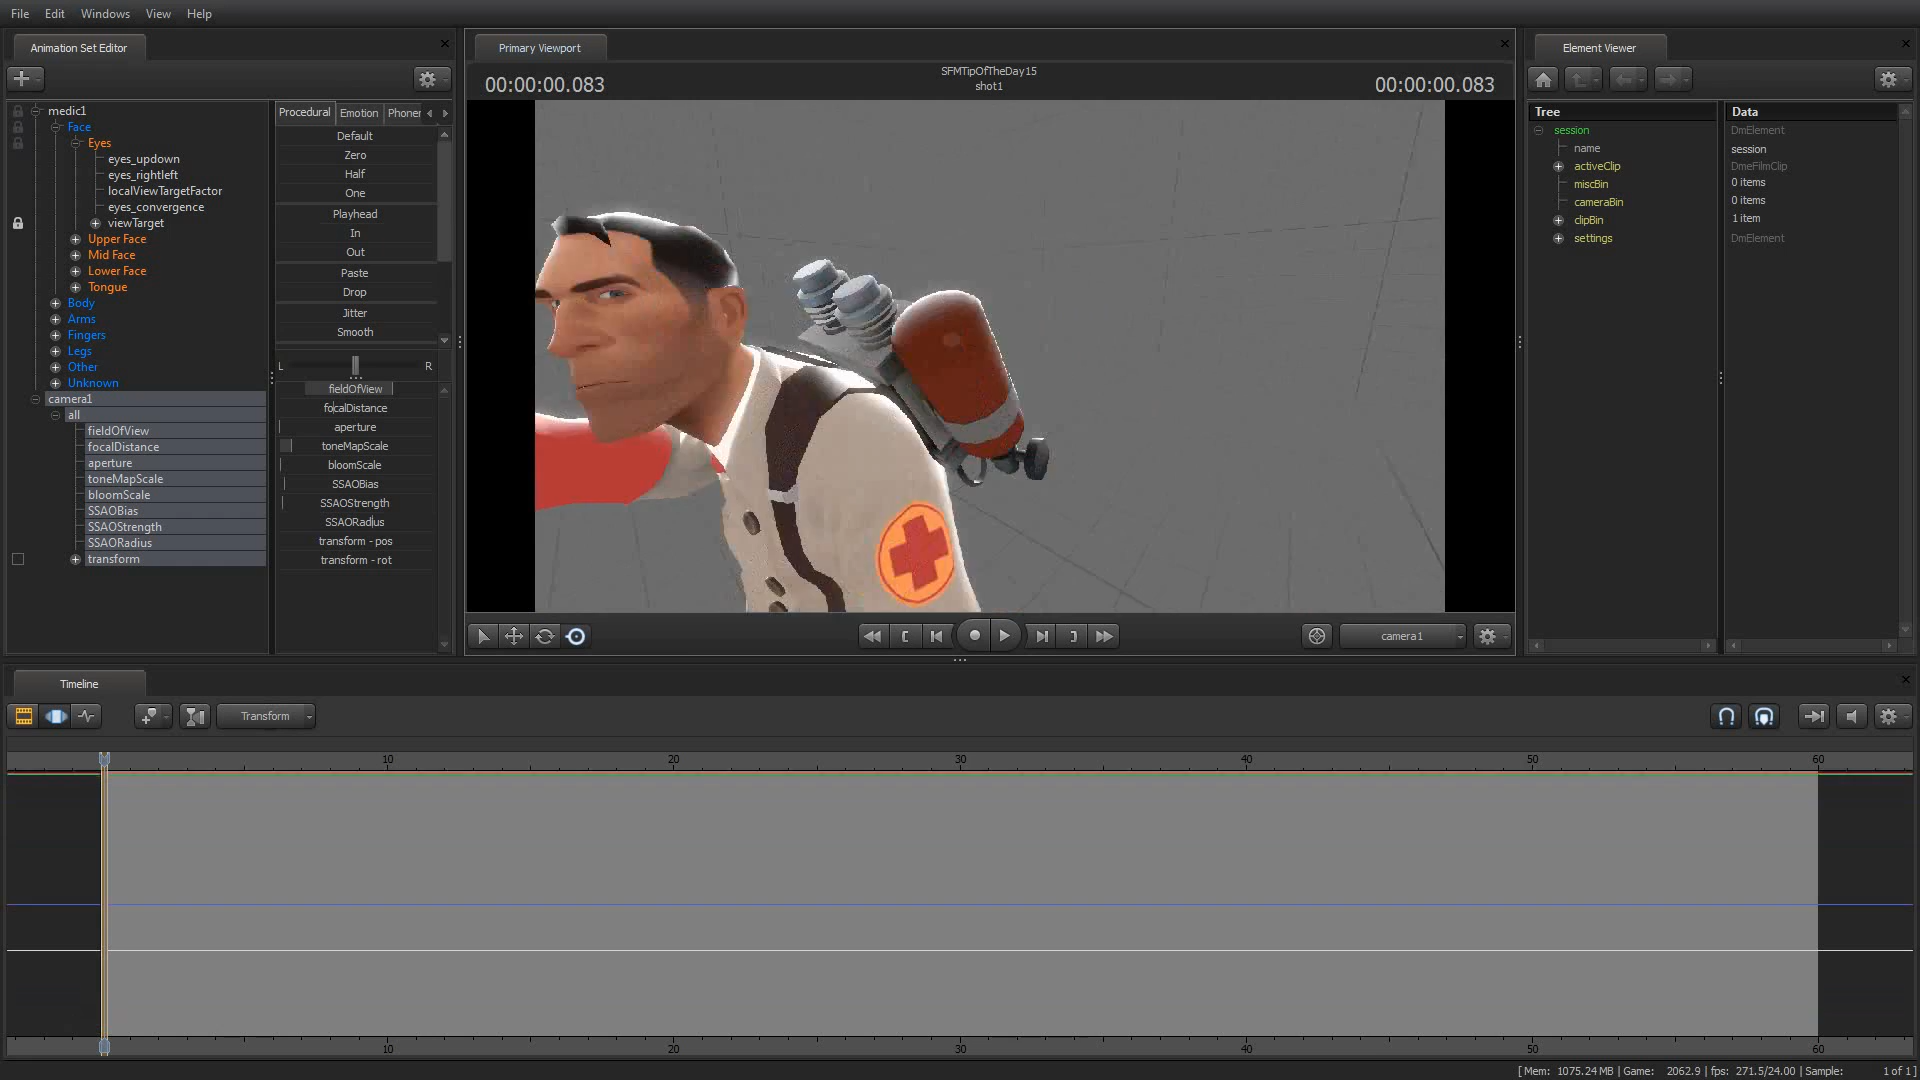 File Edit Windows View Help
Animation Set Editor
medic1
Face
Eyes
eyes_updown
eyes_rightleft
localViewTargetFactor
eyes_convergence
viewTarget
Upper Face
Mid Face
Lower Face
Tongue
Body
Arms
Fingers
Legs
Other
Unknown
camera1
all
fieldOfView
focalDistance
aperture
toneMapScale
bloomScale
SSAOBias
SSAOStrength
SSAORadius
transform
Procedural Emotion Phoner
Default
Zero
Half
One
Playhead
In
Out
Paste
Drop
Jitter
Smooth
L R
fieldOfView
focalDistance
aperture
toneMapScale
bloomScale
SSAOBias
SSAOStrength
SSAORadius
transform - pos
transform - rot
Primary Viewport
00:00:00.083
SFMTipOfTheDay15
shot1
00:00:00.083
camera1
Element Viewer
Tree Data
session DmElement
name session
activeClip DmeFilmClip
miscBin 0 items
cameraBin 0 items
clipBin 1 item
settings DmElement
Timeline
Transform
10 20 30 40 50 60
10 20 30 40 50 60
[ Mem: 1075.24 MB | Game: 2062.9 | fps: 271.5/24.00 | Sample: 1 of 1 ]